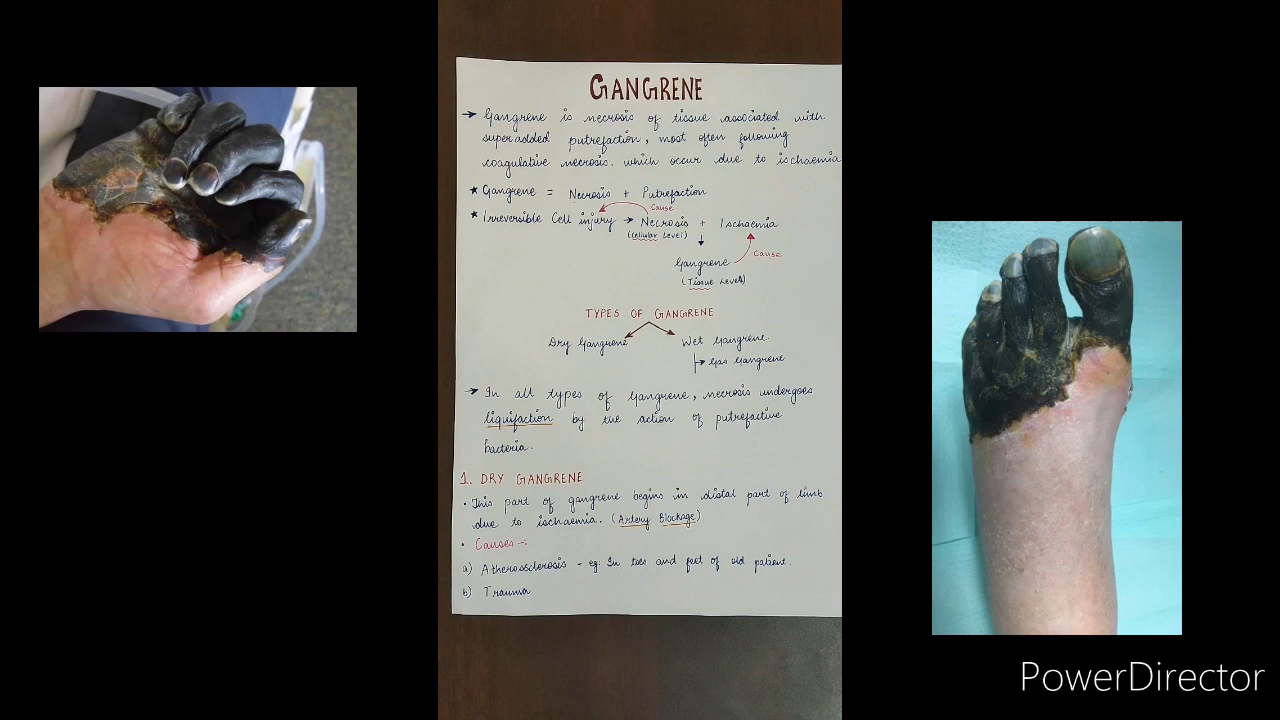 GANGRENE
→ Gangrene is necrosis of tissue associated with
superadded putrefaction, most often following
coagulative necrosis. which occur due to ischaemia
★ Gangrene = Necrosis + Putrefaction
Cause
★ Irreversible Cell injury → Necrosis + Ischaemia
(Cellular Level)
Cause
Gangrene
(Tissue Level)
TYPES OF GANGRENE
Dry Gangrene Wet Gangrene.
→ Gas Gangrene
→ In all types of Gangrene, necrosis undergoes
liquifaction by the action of putrefactive
bacteria.
1. DRY GANGRENE
• This part of gangrene begins in distal part of limb
due to ischaemia. (Artery Blockage)
• Causes -:
a) Atherossclerosis - eg: In toes and feet of old patient.
b) Trauma
PowerDirector